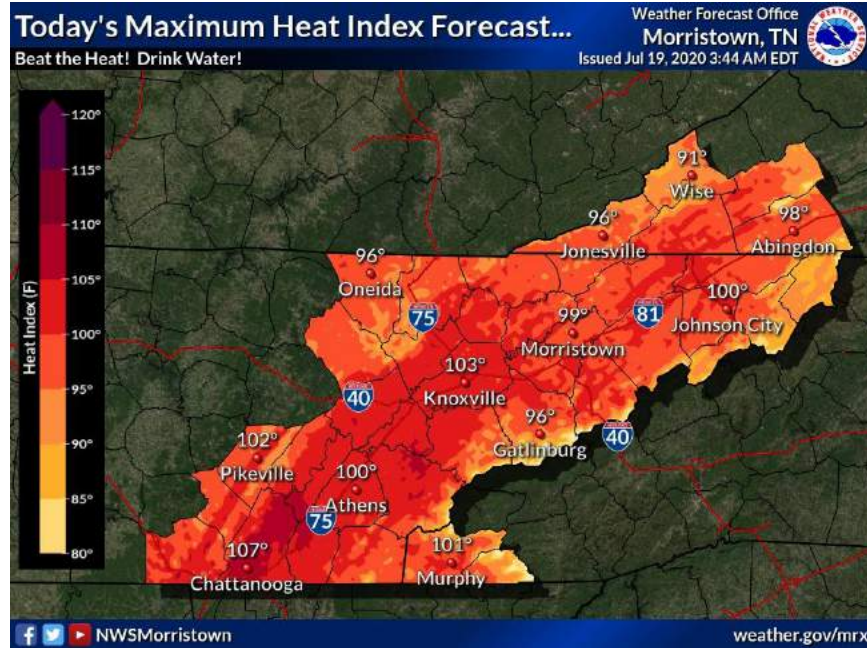 Today's Maximum Heat Index Forecast...
Beat the Heat! Drink Water!
Weather Forecast Office
Morristown, TN
Issued Jul 19, 2020 3:44 AM EDT
Heat Index (F)
120°
115°
110°
105°
100°
95°
90°
85°
80°
91°
Wise
96°
Jonesville
98°
Abingdon
96°
Oneida
75
99°
Morristown
81
100°
Johnson City
103°
Knoxville
40
96°
Gatlinburg
40
102°
Pikeville
100°
Athens
75
107°
Chattanooga
101°
Murphy
NWSMorristown
weather.gov/mrx